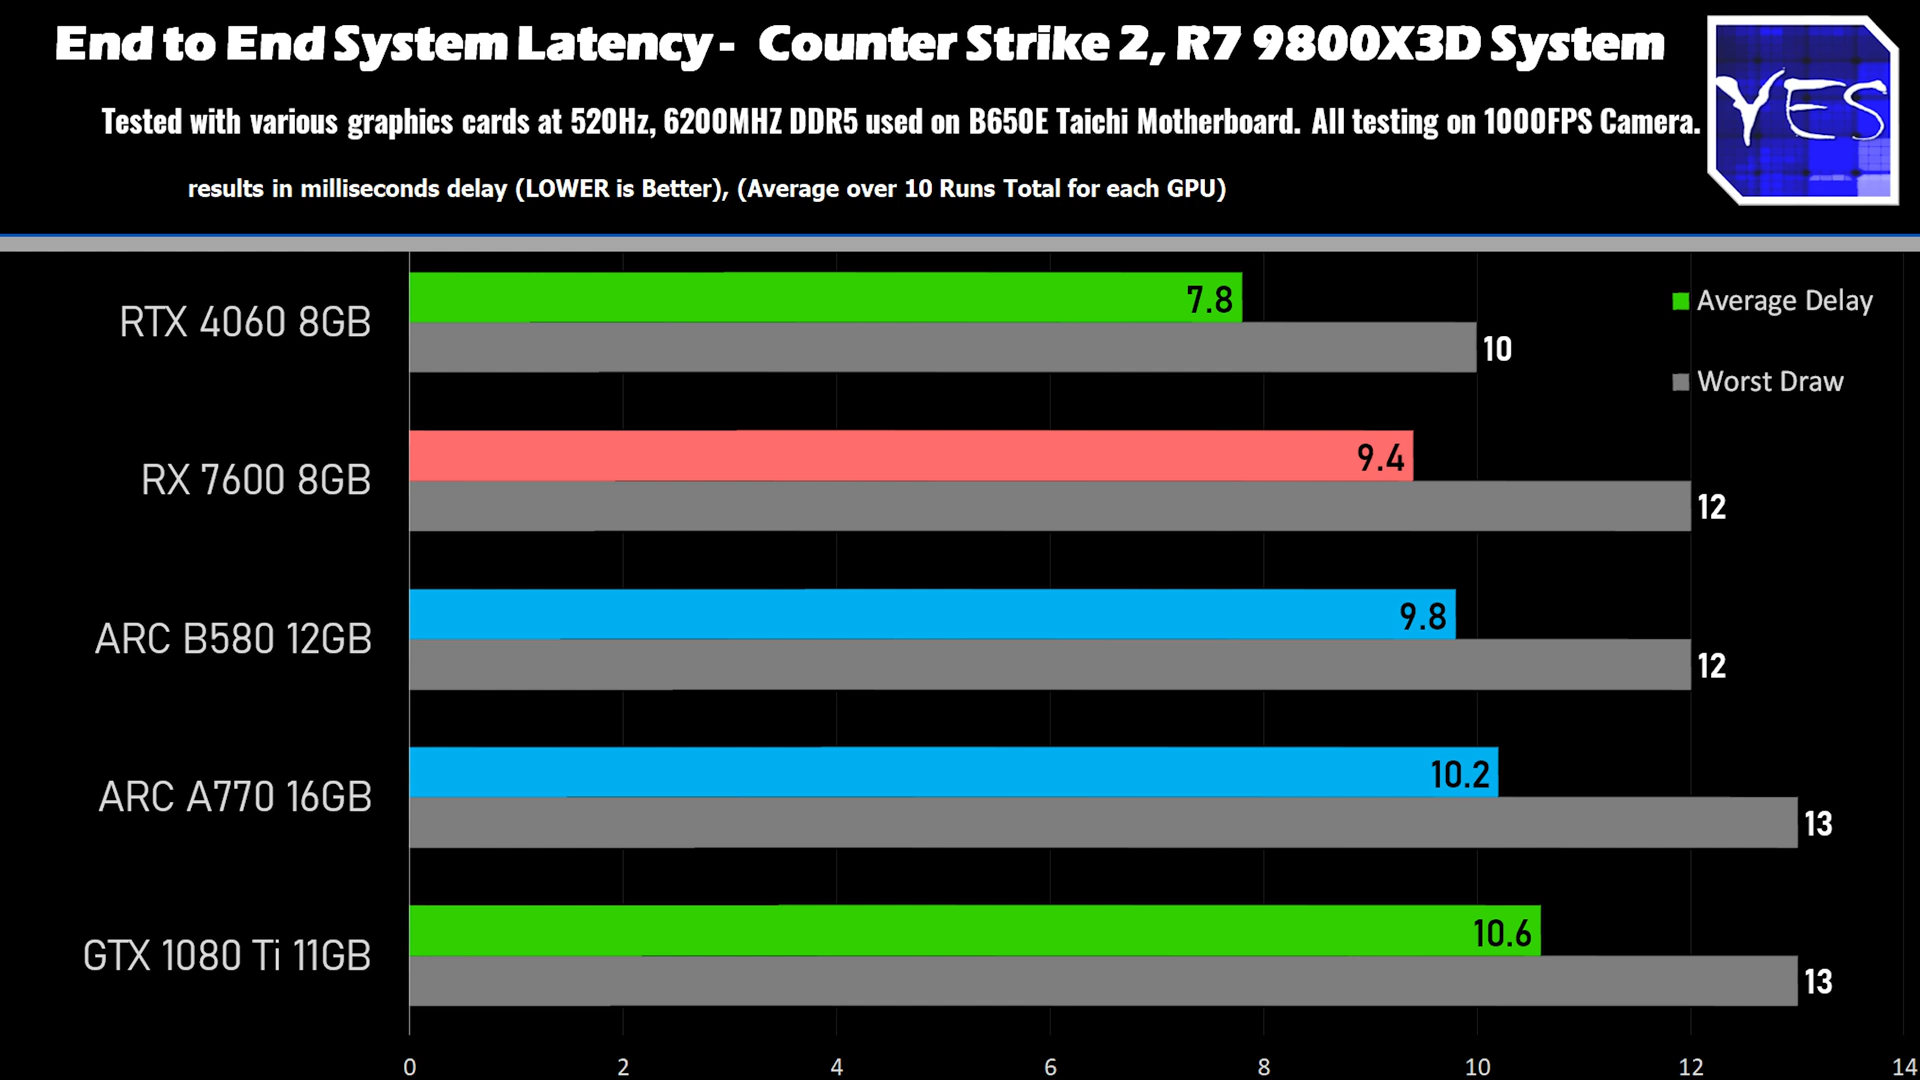 End to End System Latency - Counter Strike 2, R7 9800X3D System
Tested with various graphics cards at 520Hz, 6200MHZ DDR5 used on B650E Taichi Motherboard. All testing on 1000FPS Camera.
YES
results in milliseconds delay (LOWER is Better), (Average over 10 Runs Total for each GPU)
Average Delay
Worst Draw
RTX 4060 8GB
7.8
10
RX 7600 8GB
9.4
12
ARC B580 12GB
9.8
12
ARC A770 16GB
10.2
13
GTX 1080 Ti 11GB
10.6
13
0 2 4 6 8 10 12 14